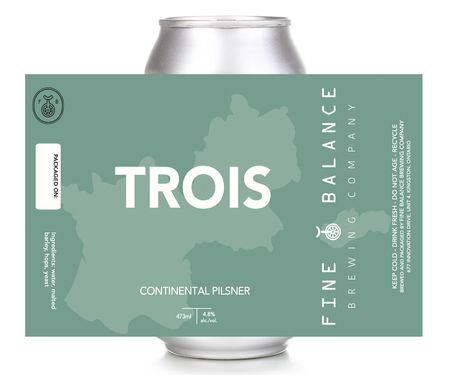 F B
PACKAGED ON:
Ingredients: water, malted
barley, hops, yeast
TROIS
CONTINENTAL PILSNER
473ml
4.8%
alc./vol.
FINE BALANCE
BREWING COMPANY
KEEP COLD - DRINK FRESH - DO NOT AGE - RECYCLE
BREWED AND PACKAGED BY FINE BALANCE BREWING COMPANY
677 INNOVATION DRIVE, UNIT 4, KINGSTON, ONTARIO